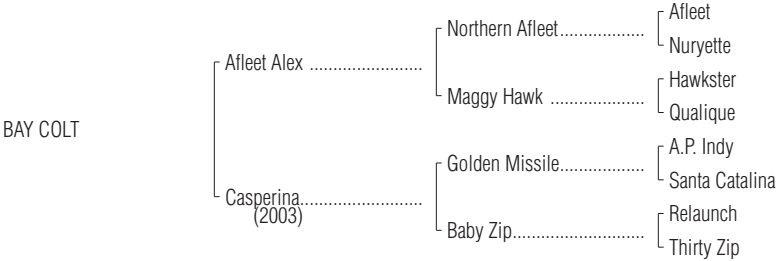 Afleet
Northern Afleet..................
Nuryette
Afleet Alex ........................
Hawkster
Maggy Hawk ....................
Qualique
BAY COLT
A.P. Indy
Golden Missile..................
Santa Catalina
Casperina..........................
(2003)
Relaunch
Baby Zip............................
Thirty Zip